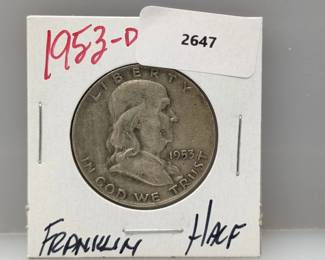 1953-D
2647
LIBERTY
1953
IN GOD WE TRUST
FRANKLIN HALF